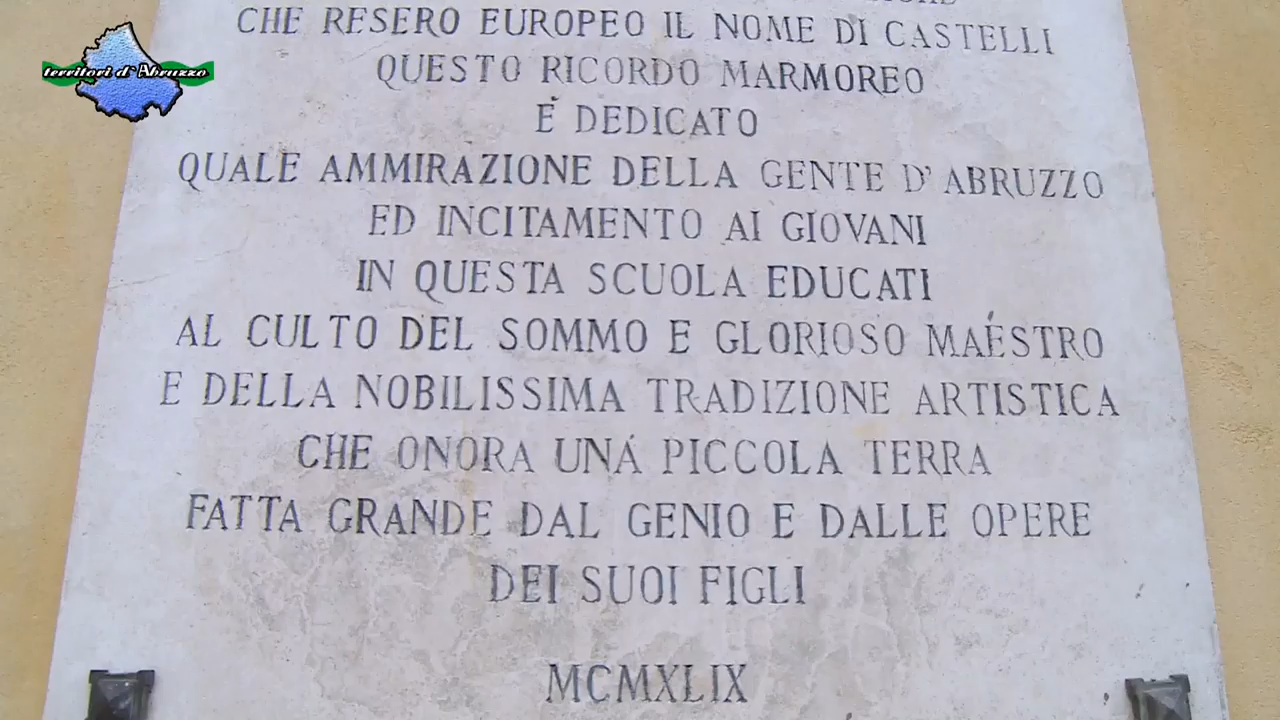 territori d'Abruzzo
CHE RESERO EUROPEO IL NOME DI CASTELLI
QUESTO RICORDO MARMOREO
È DEDICATO
QUALE AMMIRAZIONE DELLA GENTE D'ABRUZZO
ED INCITAMENTO AI GIOVANI
IN QUESTA SCUOLA EDUCATI
AL CULTO DEL SOMMO E GLORIOSO MAESTRO
E DELLA NOBILISSIMA TRADIZIONE ARTISTICA
CHE ONORA UNA PICCOLA TERRA
FATTA GRANDE DAL GENIO E DALLE OPERE
DEI SUOI FIGLI
MCMXLIX